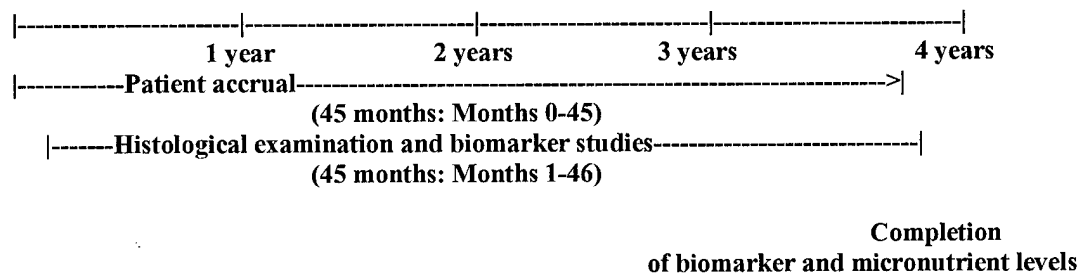 |--------------------|--------------------|--------------------|---------------------|
1 year 2 years 3 years 4 years
|-----------Patient accrual---------------------------------------------------->|
(45 months: Months 0-45)
|-------Histological examination and biomarker studies------------------------|
(45 months: Months 1-46)
Completion
of biomarker and micronutrient levels